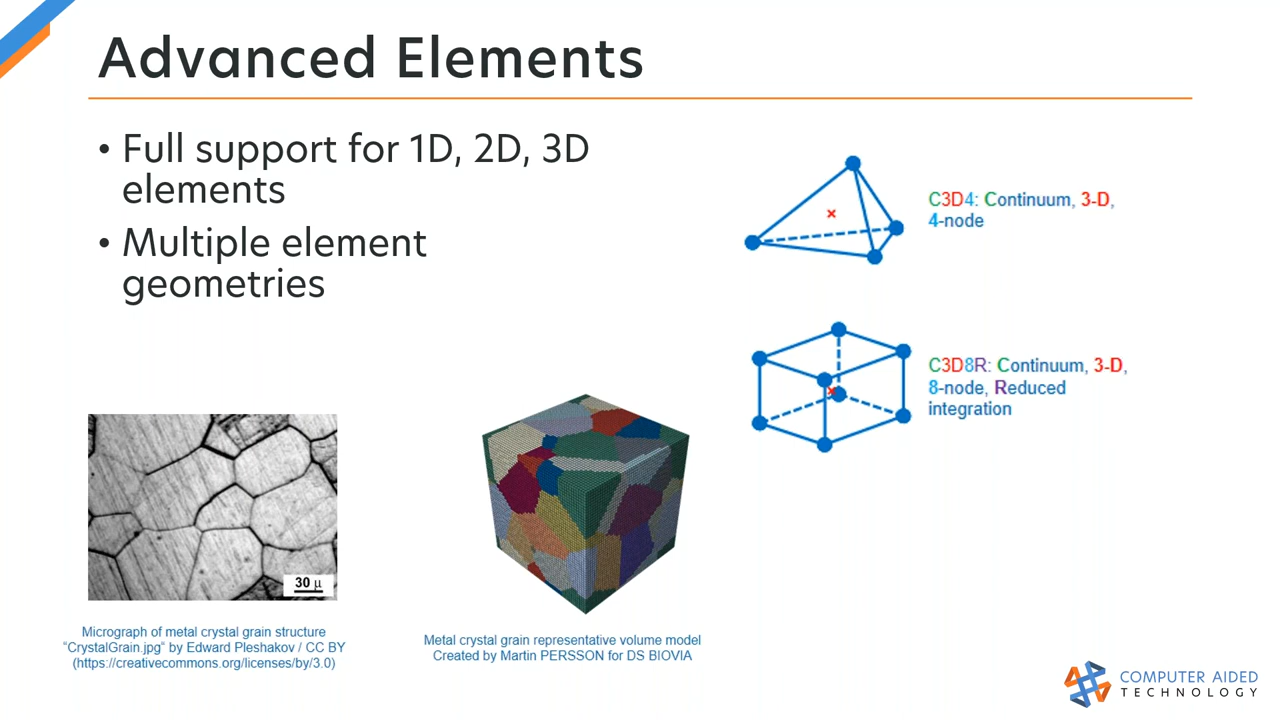 Advanced Elements
• Full support for 1D, 2D, 3D
elements
• Multiple element
geometries
C3D4: Continuum, 3-D,
4-node
C3D8R: Continuum, 3-D,
8-node, Reduced
integration
30 μ
Micrograph of metal crystal grain structure
“CrystalGrain.jpg“ by Edward Pleshakov / CC BY
(https://creativecommons.org/licenses/by/3.0)
Metal crystal grain representative volume model
Created by Martin PERSSON for DS BIOVIA
COMPUTER AIDED
TECHNOLOGY